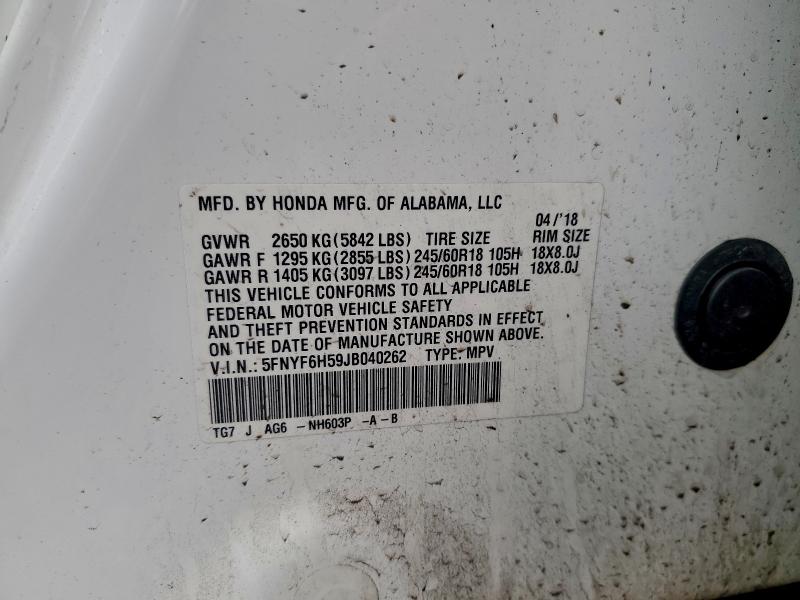 MFD. BY HONDA MFG. OF ALABAMA, LLC
04/'18
GVWR 2650 KG(5842 LBS) TIRE SIZE RIM SIZE
GAWR F 1295 KG(2855 LBS) 245/60R18 105H 18X8.0J
GAWR R 1405 KG(3097 LBS) 245/60R18 105H 18X8.0J
THIS VEHICLE CONFORMS TO ALL APPLICABLE
FEDERAL MOTOR VEHICLE SAFETY
AND THEFT PREVENTION STANDARDS IN EFFECT
ON THE DATE OF MANUFACTURE SHOWN ABOVE.
V.I.N.: 5FNYF6H59JB040262 TYPE: MPV
TG7 J AG6 -NH603P -A-B